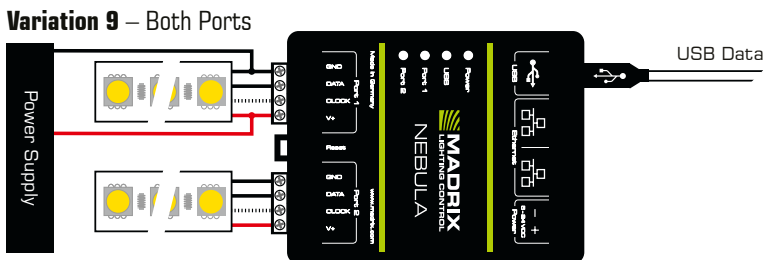 Variation 9 – Both Ports
USB Data
Power Supply
GND
DATA
CLOCK
V+
Port 1
Reset
GND
DATA
CLOCK
V+
Port 2
Made in Germany
www.madrix.com
Port 2
Port 1
USB
Power
MADRIX
LIGHTING CONTROL
NEBULA
USB
Ethernet
5-24 VDC
Power
– +